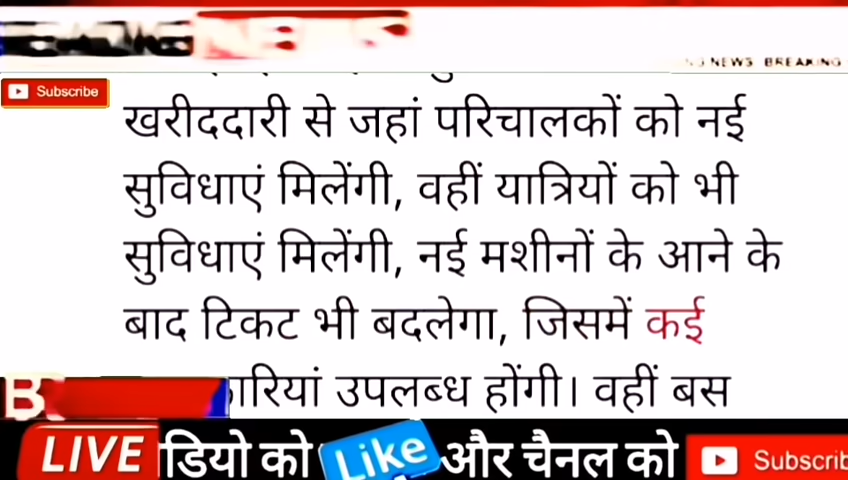 NEWS BREAKING
Subscribe
खरीददारी से जहां परिचालकों को नई
सुविधाएं मिलेंगी, वहीं यात्रियों को भी
सुविधाएं मिलेंगी, नई मशीनों के आने के
बाद टिकट भी बदलेगा, जिसमें कई
उपलब्ध होंगी। वहीं बस
LIVE को Like और चैनल को